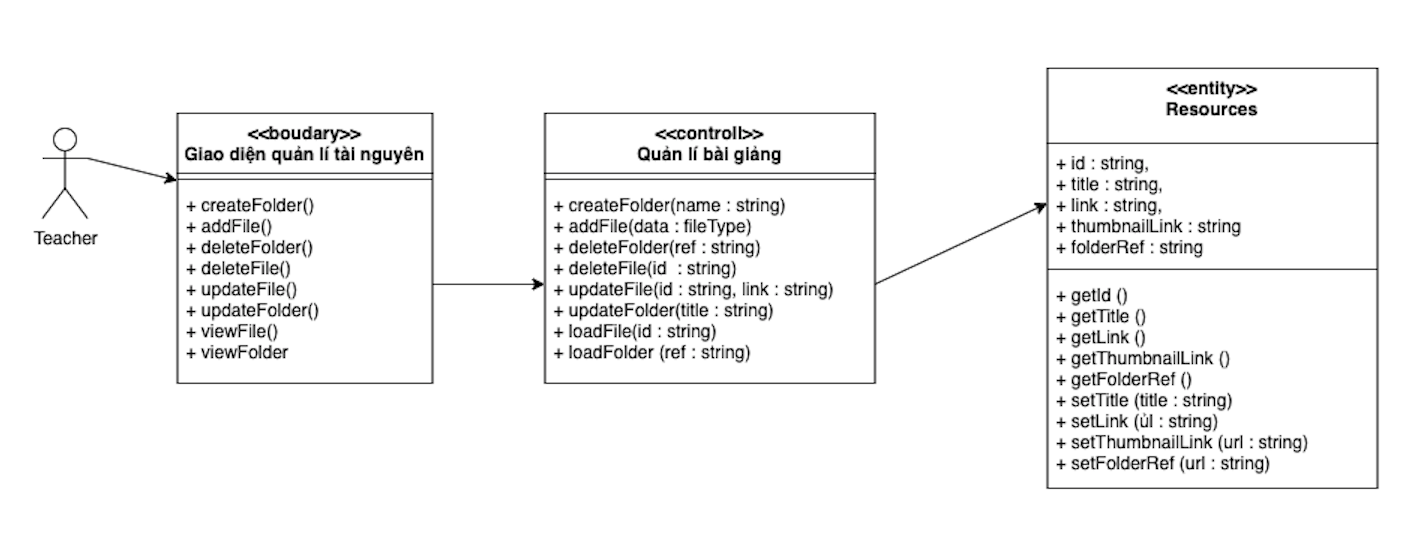 Teacher
<<boudary>>
Giao diện quản lí tài nguyên
+ createFolder()
+ addFile()
+ deleteFolder()
+ deleteFile()
+ updateFile()
+ updateFolder()
+ viewFile()
+ viewFolder
<<controll>>
Quản lí bài giảng
+ createFolder(name : string)
+ addFile(data : fileType)
+ deleteFolder(ref : string)
+ deleteFile(id  : string)
+ updateFile(id : string, link : string)
+ updateFolder(title : string)
+ loadFile(id : string)
+ loadFolder (ref : string)
<<entity>>
Resources
+ id : string,
+ title : string,
+ link : string,
+ thumbnailLink : string
+ folderRef : string
+ getId ()
+ getTitle ()
+ getLink ()
+ getThumbnailLink ()
+ getFolderRef ()
+ setTitle (title : string)
+ setLink (ủl : string)
+ setThumbnailLink (url : string)
+ setFolderRef (url : string)